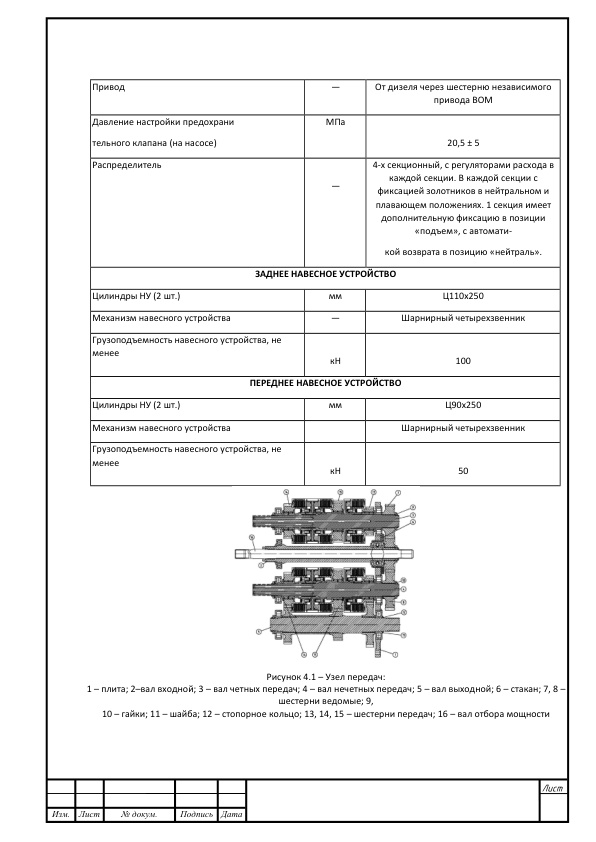 Привод — От дизеля через шестерню независимого
привода ВОМ
Давление настройки предохрани МПа
тельного клапана (на насосе) 20,5 ± 5
Распределитель — 4-х секционный, с регуляторами расхода в
каждой секции. В каждой секции с
фиксацией золотников в нейтральном и
плавающем положениях. 1 секция имеет
дополнительную фиксацию в позиции
«подъем», с автомати-
кой возврата в позицию «нейтраль».
ЗАДНЕЕ НАВЕСНОЕ УСТРОЙСТВО
Цилиндры НУ (2 шт.) мм Ц110х250
Механизм навесного устройства — Шарнирный четырехзвенник
Грузоподъемность навесного устройства, не
менее кН 100
ПЕРЕДНЕЕ НАВЕСНОЕ УСТРОЙСТВО
Цилиндры НУ (2 шт.) мм Ц90х250
Механизм навесного устройства Шарнирный четырехзвенник
Грузоподъемность навесного устройства, не
менее кН 50
Рисунок 4.1 – Узел передач:
1 – плита; 2–вал входной; 3 – вал четных передач; 4 – вал нечетных передач; 5 – вал выходной; 6 – стакан; 7, 8 –
шестерни ведомые; 9,
10 – гайки; 11 – шайба; 12 – стопорное кольцо; 13, 14, 15 – шестерни передач; 16 – вал отбора мощности
Лист
Изм. Лист № докум. Подпись Дата